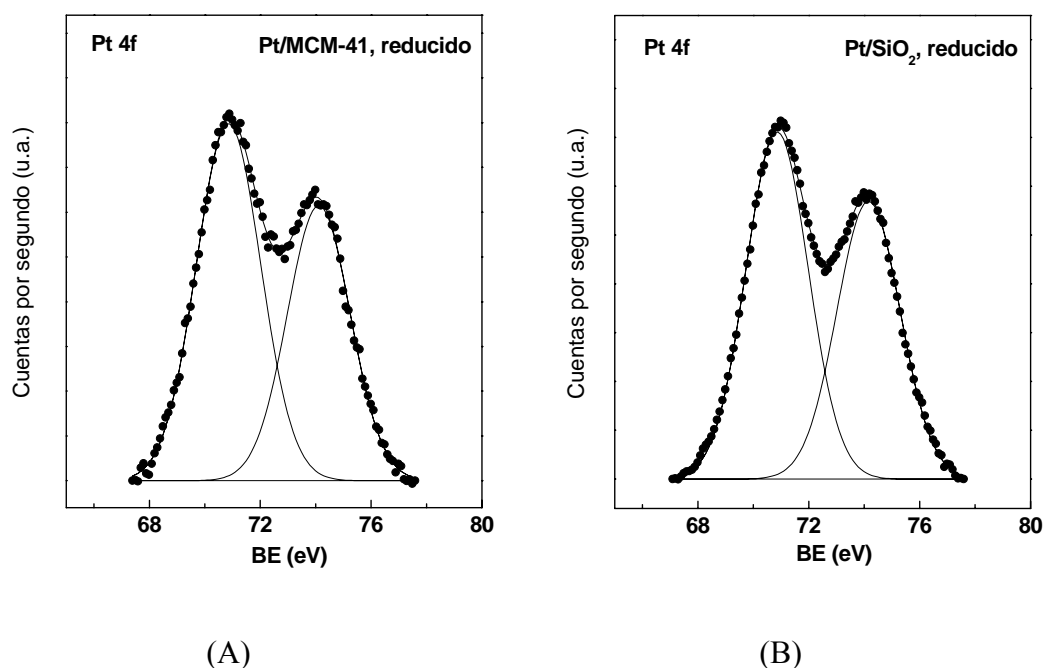 Pt 4f
Pt/MCM-41, reducido
Cuentas por segundo (u.a.)
68
72
76
80
BE (eV)
(A)
Pt 4f
Pt/SiO₂, reducido
Cuentas por segundo (u.a.)
68
72
76
80
BE (eV)
(B)